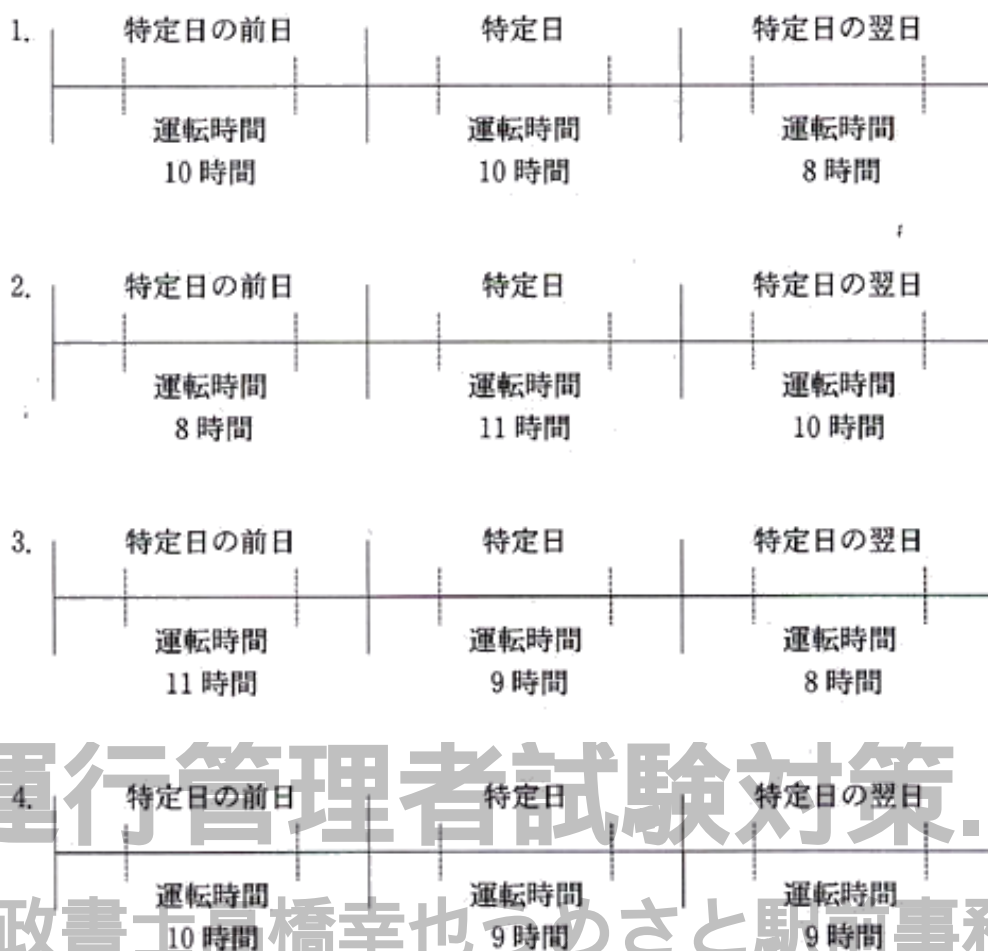 1. 特定日の前日 特定日 特定日の翌日
運転時間 運転時間 運転時間
10時間 10時間 8時間
2. 特定日の前日 特定日 特定日の翌日
運転時間 運転時間 運転時間
8時間 11時間 10時間
3. 特定日の前日 特定日 特定日の翌日
運転時間 運転時間 運転時間
11時間 9時間 8時間
運行管理者試験対策.
4. 特定日の前日 特定日 特定日の翌日
運転時間 運転時間 運転時間
政書士高橋幸也うめさと駅前事務
10時間 9時間 9時間